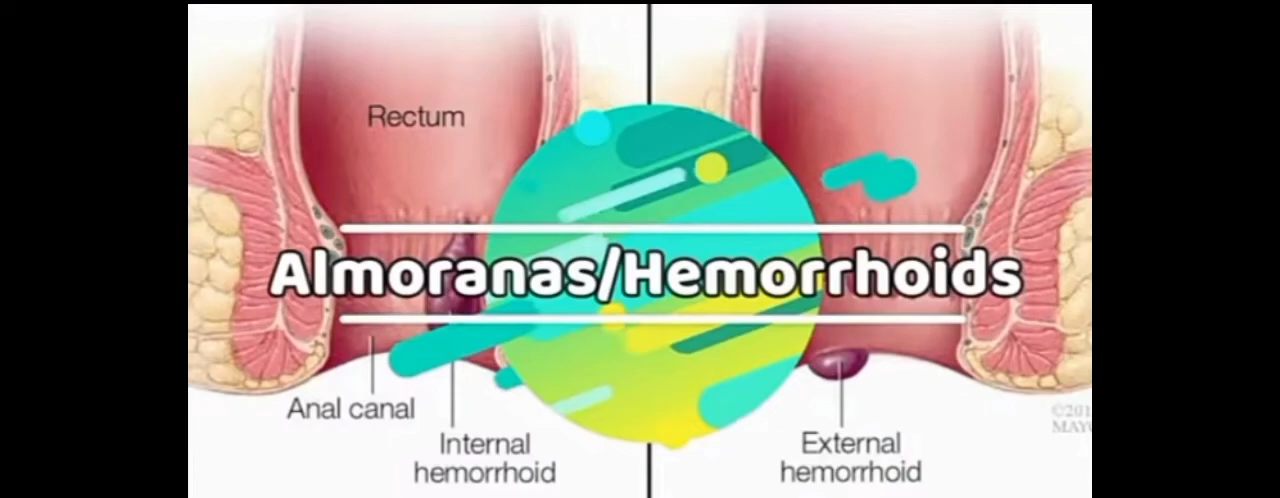 Rectum
Almoranas/Hemorrhoids
Anal canal
Internal
hemorrhoid
External
hemorrhoid